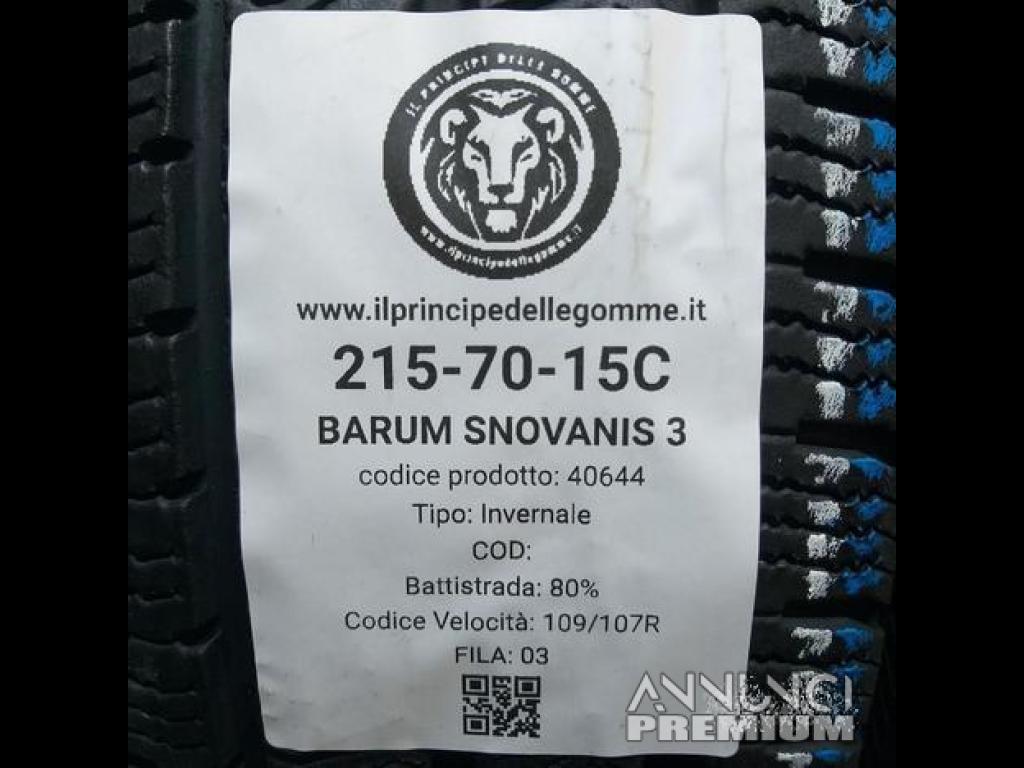 IL PRINCIPE DELLE GOMME
www.ilprincipedellegomme.it
www.ilprincipedellegomme.it
215-70-15C
BARUM SNOVANIS 3
codice prodotto: 40644
Tipo: Invernale
COD:
Battistrada: 80%
Codice Velocità: 109/107R
FILA: 03
ANNUNCI
PREMIUM